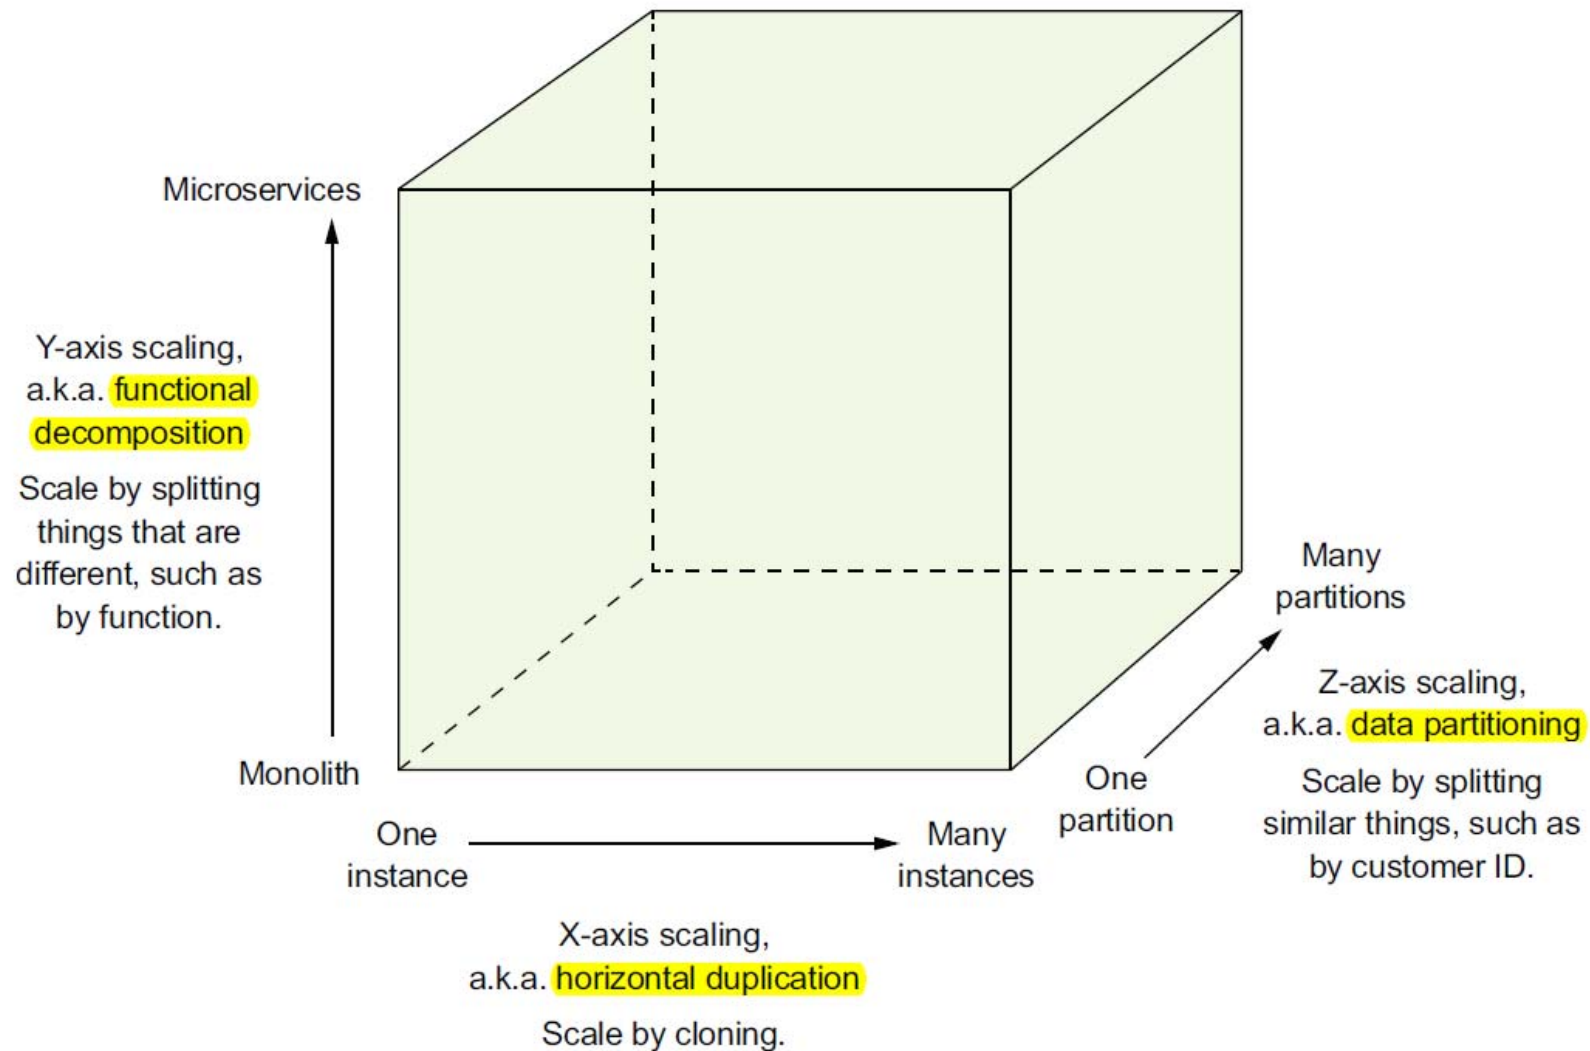 Microservices
Y-axis scaling,
a.k.a. functional
decomposition
Scale by splitting
things that are
different, such as
by function.
Monolith
One
instance
Many
instances
X-axis scaling,
a.k.a. horizontal duplication
Scale by cloning.
One
partition
Many
partitions
Z-axis scaling,
a.k.a. data partitioning
Scale by splitting
similar things, such as
by customer ID.